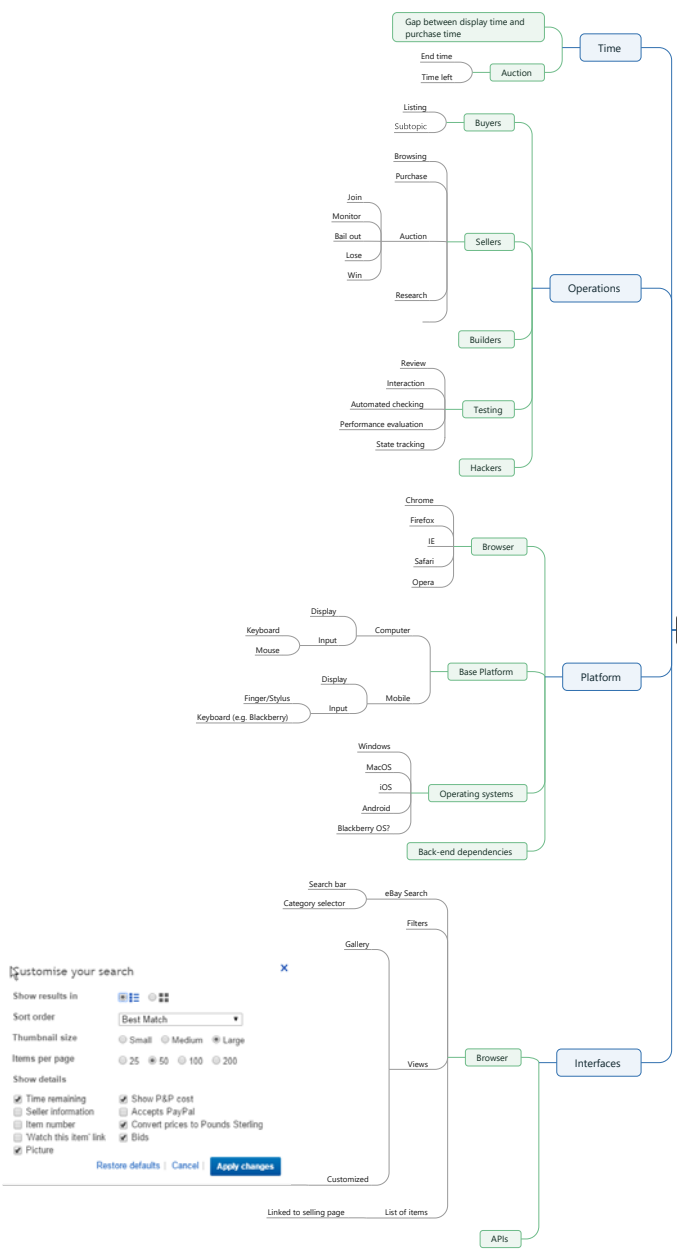 Gap between display time and
purchase time
Time
End time
Time left
Auction
Listing
Subtopic
Buyers
Browsing
Purchase
Join
Monitor
Bail out
Lose
Win
Auction
Research
Sellers
Operations
Builders
Review
Interaction
Automated checking
Performance evaluation
State tracking
Testing
Hackers
Chrome
Firefox
IE
Safari
Opera
Browser
Display
Keyboard
Mouse
Input
Computer
Display
Finger/Stylus
Keyboard (e.g. Blackberry)
Input
Mobile
Base Platform
Platform
Windows
MacOS
iOS
Android
Blackberry OS?
Operating systems
Back-end dependencies
Search bar
Category selector
eBay Search
Filters
Gallery
Customise your search
Show results in
Sort order Best Match
Thumbnail size Small Medium Large
Items per page 25 50 100 200
Show details
Time remaining Show P&P cost
Seller information Accepts PayPal
Item number Convert prices to Pounds Sterling
'Watch this item' link Bids
Picture
Restore defaults | Cancel | Apply changes
Customized
Views
Browser
Interfaces
Linked to selling page
List of items
APIs